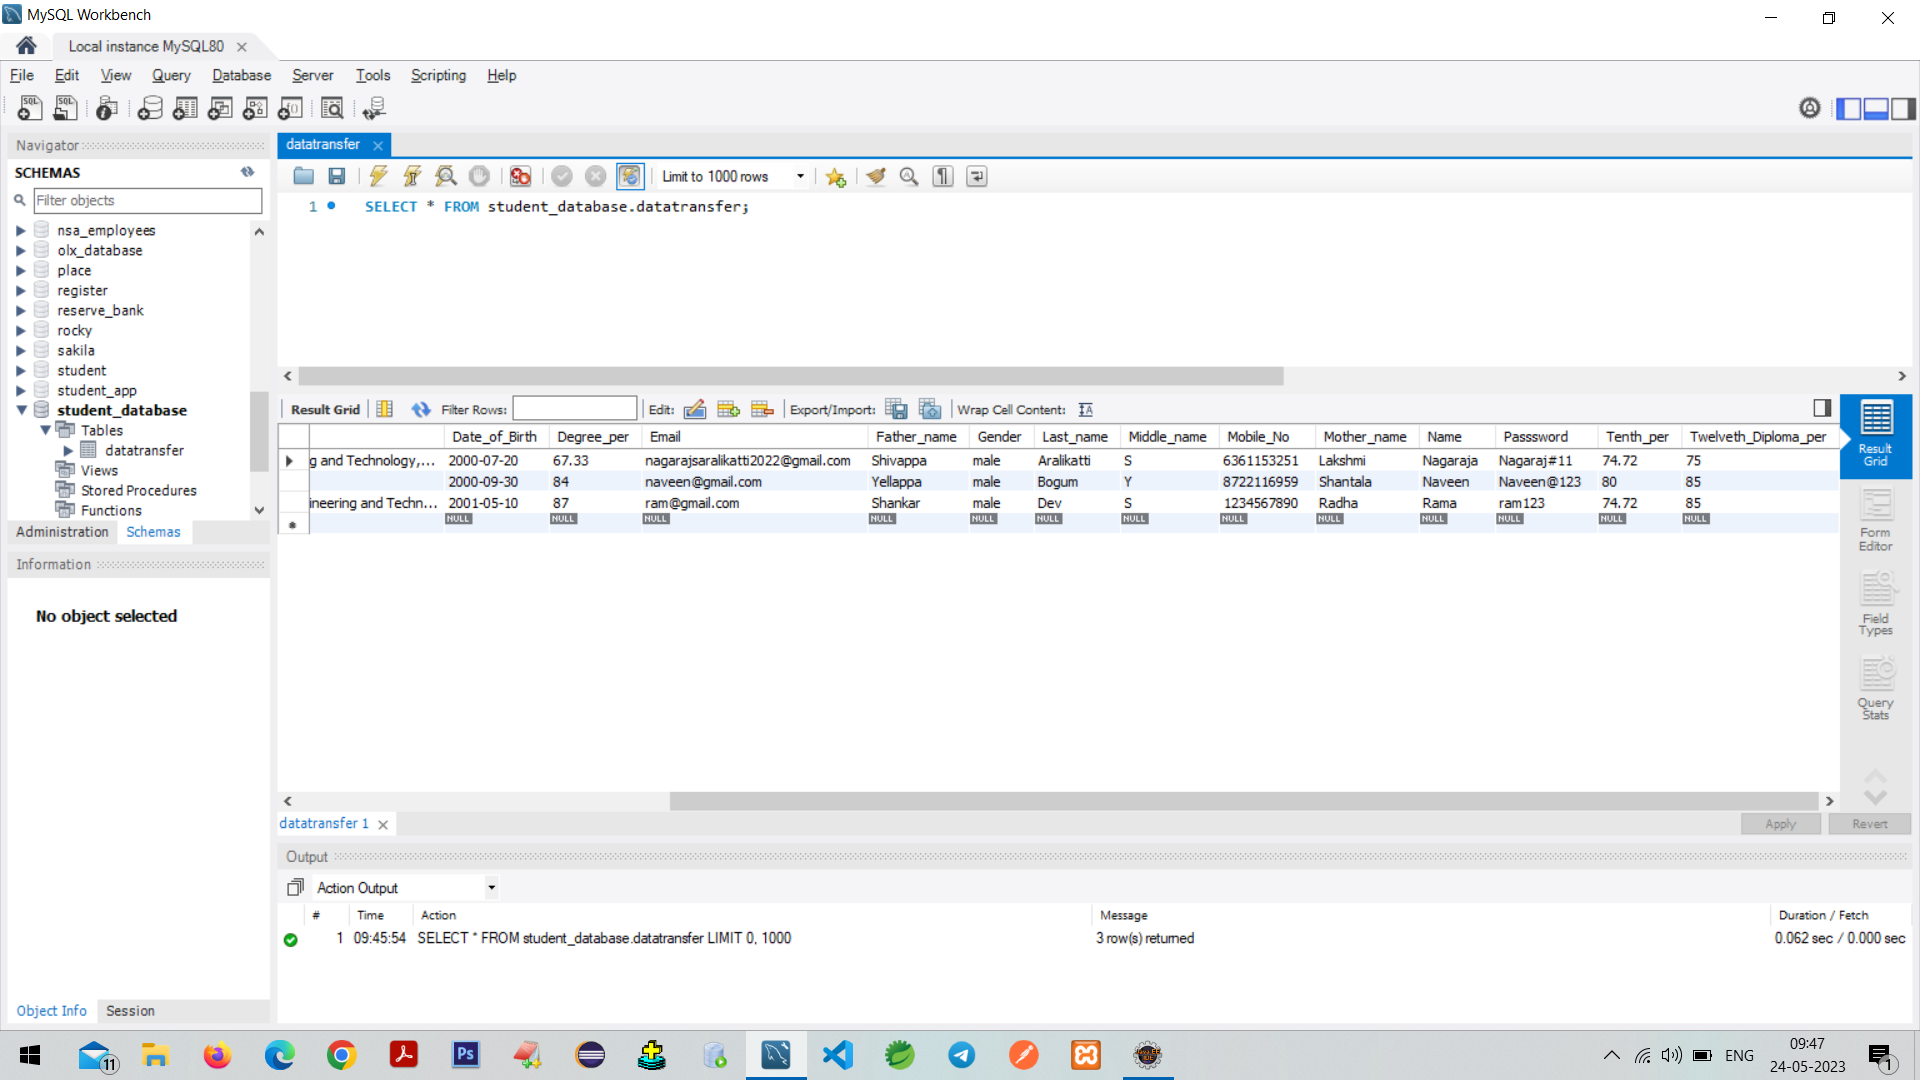 MySQL Workbench
Local instance MySQL80
File Edit View Query Database Server Tools Scripting Help
Navigator
SCHEMAS
Filter objects
nsa_employees
olx_database
place
register
reserve_bank
rocky
sakila
student
student_app
student_database
Tables
datatransfer
Views
Stored Procedures
Functions
Administration Schemas
Information
No object selected
Object Info Session
datatransfer
Limit to 1000 rows
1 SELECT * FROM student_database.datatransfer;
Result Grid Filter Rows: Edit: Export/Import: Wrap Cell Content:
Date_of_Birth Degree_per Email Father_name Gender Last_name Middle_name Mobile_No Mother_name Name Passsword Tenth_per Twelveth_Diploma_per
g and Technology,... 2000-07-20 67.33 nagarajsaralikatti2022@gmail.com Shivappa male Aralikatti S 6361153251 Lakshmi Nagaraja Nagaraj#11 74.72 75
2000-09-30 84 naveen@gmail.com Yellappa male Bogum Y 8722116959 Shantala Naveen Naveen@123 80 85
ineering and Techn... 2001-05-10 87 ram@gmail.com Shankar male Dev S 1234567890 Radha Rama ram123 74.72 85
NULL NULL NULL NULL NULL NULL NULL NULL NULL NULL NULL NULL NULL
Result Grid
Form Editor
Field Types
Query Stats
datatransfer 1
Apply Revert
Output
Action Output
# Time Action Message Duration / Fetch
1 09:45:54 SELECT * FROM student_database.datatransfer LIMIT 0, 1000 3 row(s) returned 0.062 sec / 0.000 sec
11
Ps
ENG
09:47
24-05-2023
1